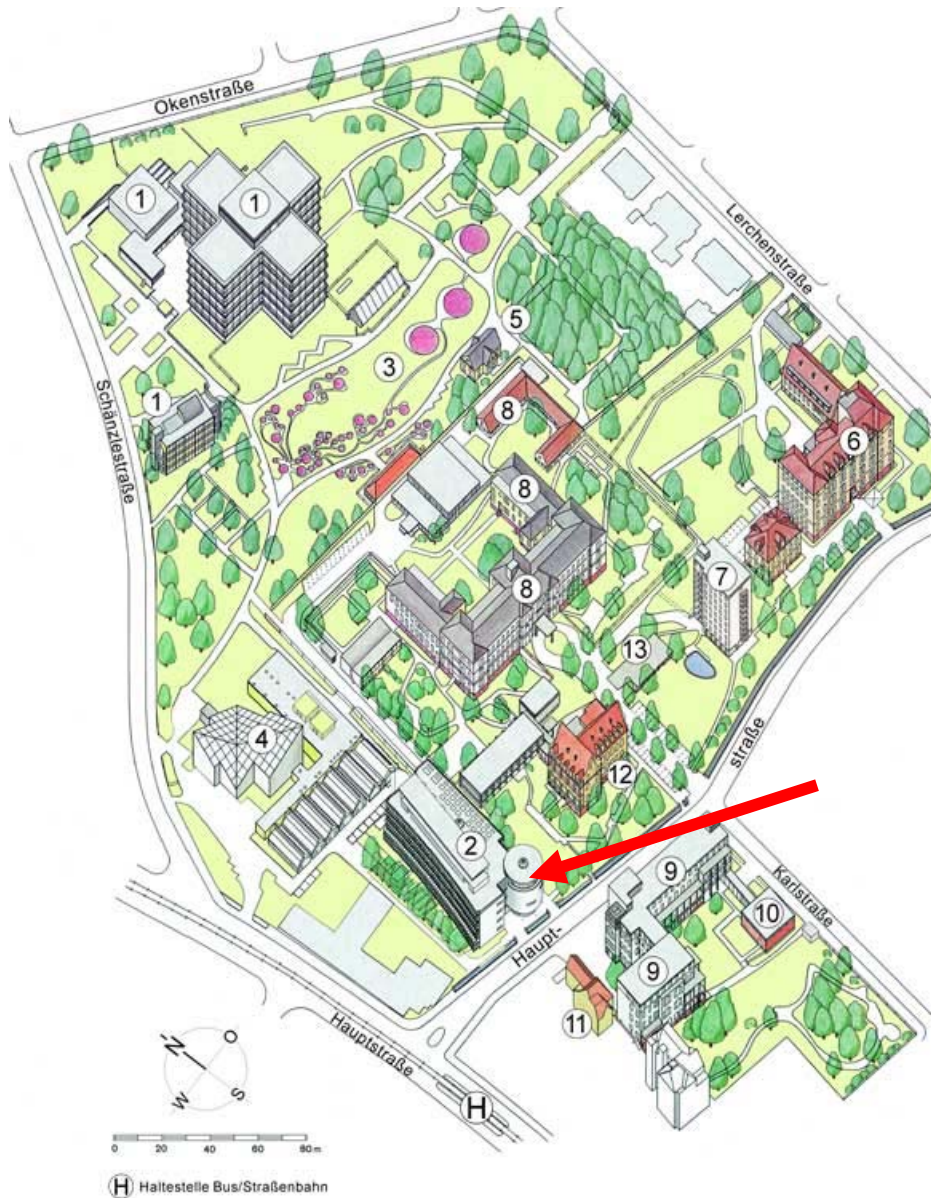 Okenstraße
Lerchenstraße
1
1
5
3
Schänzlestraße
1
8
6
8
7
8
13
4
12
straße
2
9
Karlstraße
10
Haupt-
9
11
Hauptstraße
N
O
W
S
H
0 20 40 60 80m
H Haltestelle Bus/Straßenbahn